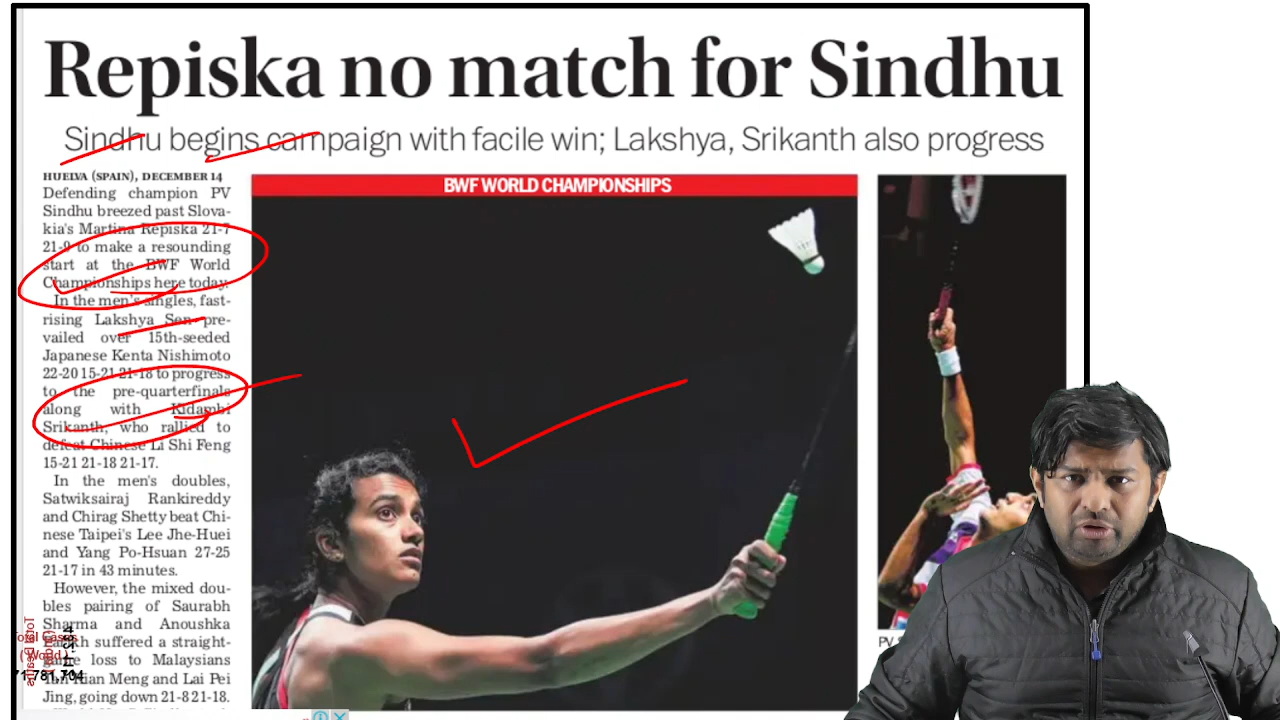 Repiska no match for Sindhu
Sindhu begins campaign with facile win; Lakshya, Srikanth also progress
HUELVA (SPAIN), DECEMBER 14
Defending champion PV
Sindhu breezed past Slova-
kia's Martina Repiska 21-7
21-9 to make a resounding
start at the BWF World
Championships here today.
In the men's singles, fast-
rising Lakshya Sen pre-
vailed over 15th-seeded
Japanese Kenta Nishimoto
22-20 15-21 21-18 to progress
to the pre-quarterfinals
along with Kidambi
Srikanth, who rallied to
defeat Chinese Li Shi Feng
15-21 21-18 21-17.
In the men's doubles,
Satwiksairaj Rankireddy
and Chirag Shetty beat Chi-
nese Taipei's Lee Jhe-Huei
and Yang Po-Hsuan 27-25
21-17 in 43 minutes.
However, the mixed dou-
bles pairing of Saurabh
Sharma and Anoushka
suffered a straight-
loss to Malaysians
Meng and Lai Pei
Jing, going down 21-8 21-18.
BWF WORLD CHAMPIONSHIPS
PV